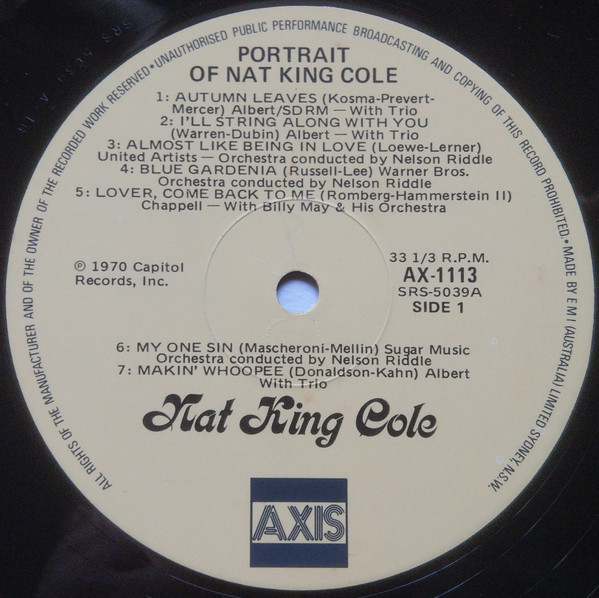 ALL RIGHTS OF THE MANUFACTURER AND OF THE OWNER OF THE RECORDED WORK RESERVED•UNAUTHORISED PUBLIC PERFORMANCE BROADCASTING AND COPYING OF THIS RECORD PROHIBITED.•MADE BY E M I (AUSTRALIA) LIMITED SYDNEY, N.S.W.
PORTRAIT
OF NAT KING COLE
1: AUTUMN LEAVES (Kosma-Prevert-
Mercer) Albert/SDRM — With Trio
2: I'LL STRING ALONG WITH YOU
(Warren-Dubin) Albert — With Trio
3: ALMOST LIKE BEING IN LOVE (Loewe-Lerner)
United Artists — Orchestra conducted by Nelson Riddle
4: BLUE GARDENIA (Russell-Lee) Warner Bros.
Orchestra conducted by Nelson Riddle
5: LOVER, COME BACK TO ME (Romberg-Hammerstein II)
Chappell — With Billy May & His Orchestra
℗ 1970 Capitol
Records, Inc.
33 1/3 R.P.M.
AX-1113
SRS-5039A
SIDE 1
6: MY ONE SIN (Mascheroni-Mellin) Sugar Music
Orchestra conducted by Nelson Riddle
7: MAKIN' WHOOPEE (Donaldson-Kahn) Albert
With Trio
Nat King Cole
AXIS